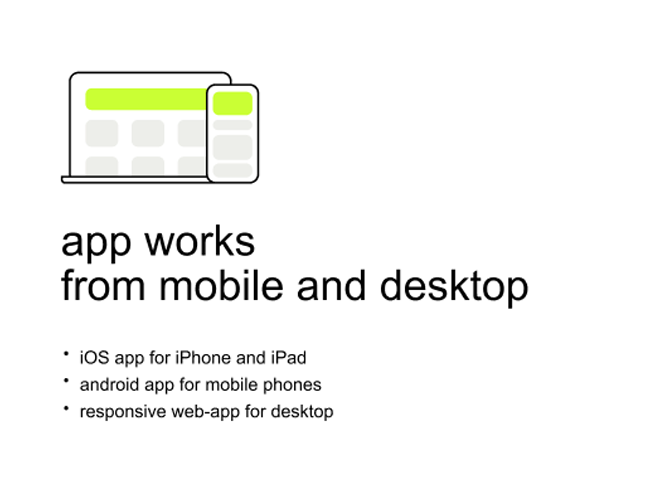 app works
from mobile and desktop
• iOS app for iPhone and iPad
• android app for mobile phones
• responsive web-app for desktop